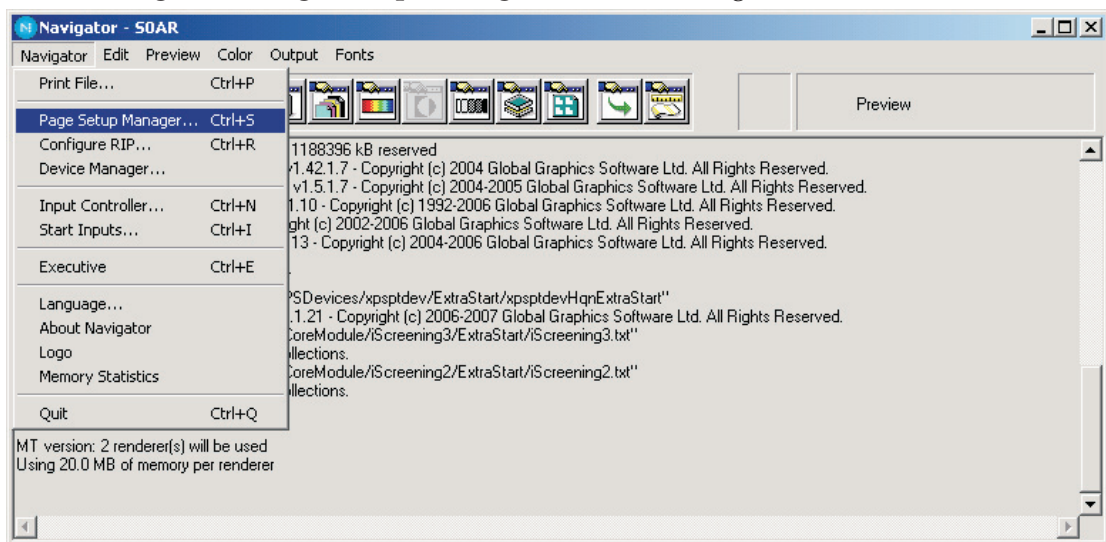 Navigator - SOAR
Navigator Edit Preview Color Output Fonts
Print File... Ctrl+P
Page Setup Manager... Ctrl+S
Configure RIP... Ctrl+R
Device Manager...
Input Controller... Ctrl+N
Start Inputs... Ctrl+I
Executive Ctrl+E
Language...
About Navigator
Logo
Memory Statistics
Quit Ctrl+Q
Preview
1188396 kB reserved
v1.42.1.7 - Copyright (c) 2004 Global Graphics Software Ltd. All Rights Reserved.
v1.5.1.7 - Copyright (c) 2004-2005 Global Graphics Software Ltd. All Rights Reserved.
1.10 - Copyright (c) 1992-2006 Global Graphics Software Ltd. All Rights Reserved.
ght (c) 2002-2006 Global Graphics Software Ltd. All Rights Reserved.
13 - Copyright (c) 2004-2006 Global Graphics Software Ltd. All Rights Reserved.
PSDevices/xpsptdev/ExtraStart/xpsptdevHqnExtraStart"
.1.21 - Copyright (c) 2006-2007 Global Graphics Software Ltd. All Rights Reserved.
CoreModule/iScreening3/ExtraStart/iScreening3.txt"
llections.
CoreModule/iScreening2/ExtraStart/iScreening2.txt"
llections.
MT version: 2 renderer(s) will be used
Using 20.0 MB of memory per renderer